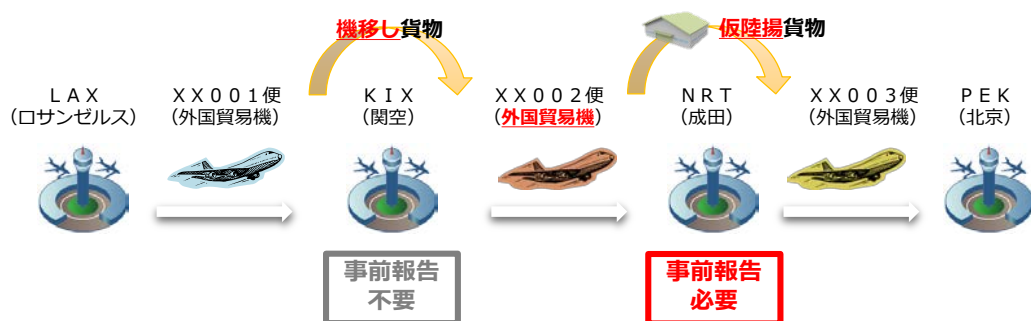 機移し貨物
仮陸揚貨物
ＬＡＸ
（ロサンゼルス）
ＸＸ００１便
（外国貿易機）
ＫＩＸ
（関空）
ＸＸ００２便
（外国貿易機）
ＮＲＴ
（成田）
ＸＸ００３便
（外国貿易機）
ＰＥＫ
（北京）
事前報告
不要
事前報告
必要